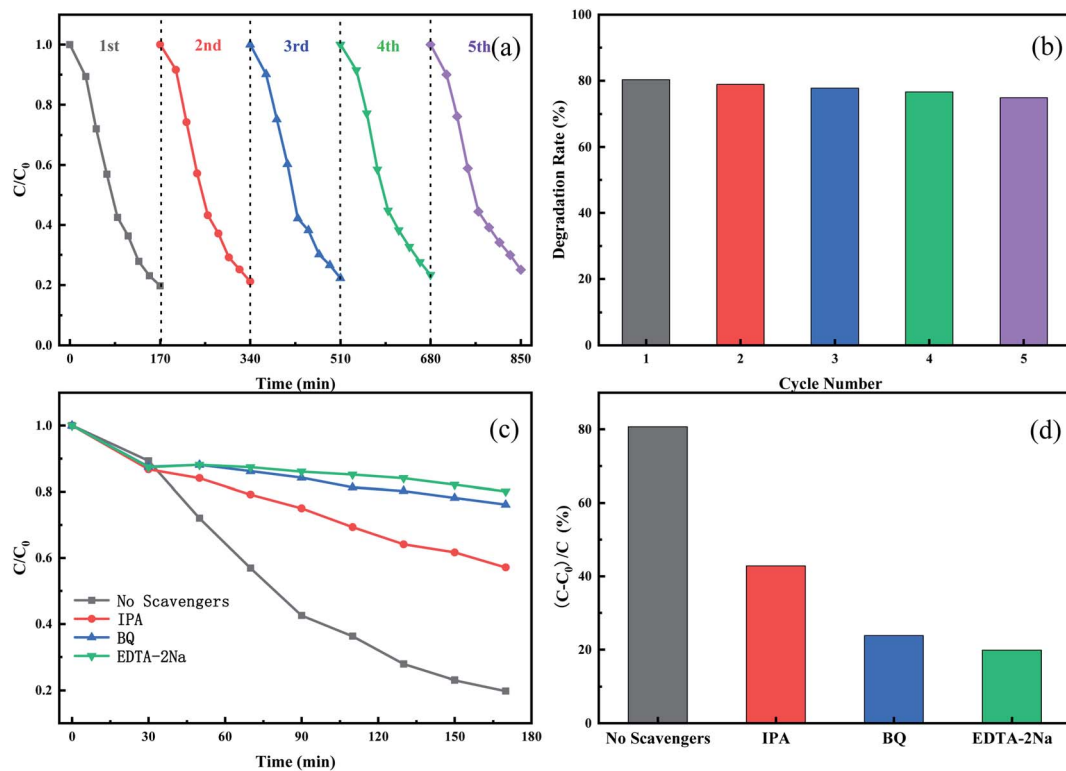 1.0
0.8
0.6
0.4
0.2
0.0
C/C0
1st 2nd 3rd 4th 5th (a)
0 170 340 510 680 850
Time (min)
100
80
60
40
20
0
Degradation Rate (%)
(b)
1 2 3 4 5
Cycle Number
1.0
0.8
0.6
0.4
0.2
C/C0
(c)
No Scavengers
IPA
BQ
EDTA-2Na
0 30 60 90 120 150 180
Time (min)
80
60
40
20
0
(C-C0)/C (%)
(d)
No Scavengers IPA BQ EDTA-2Na